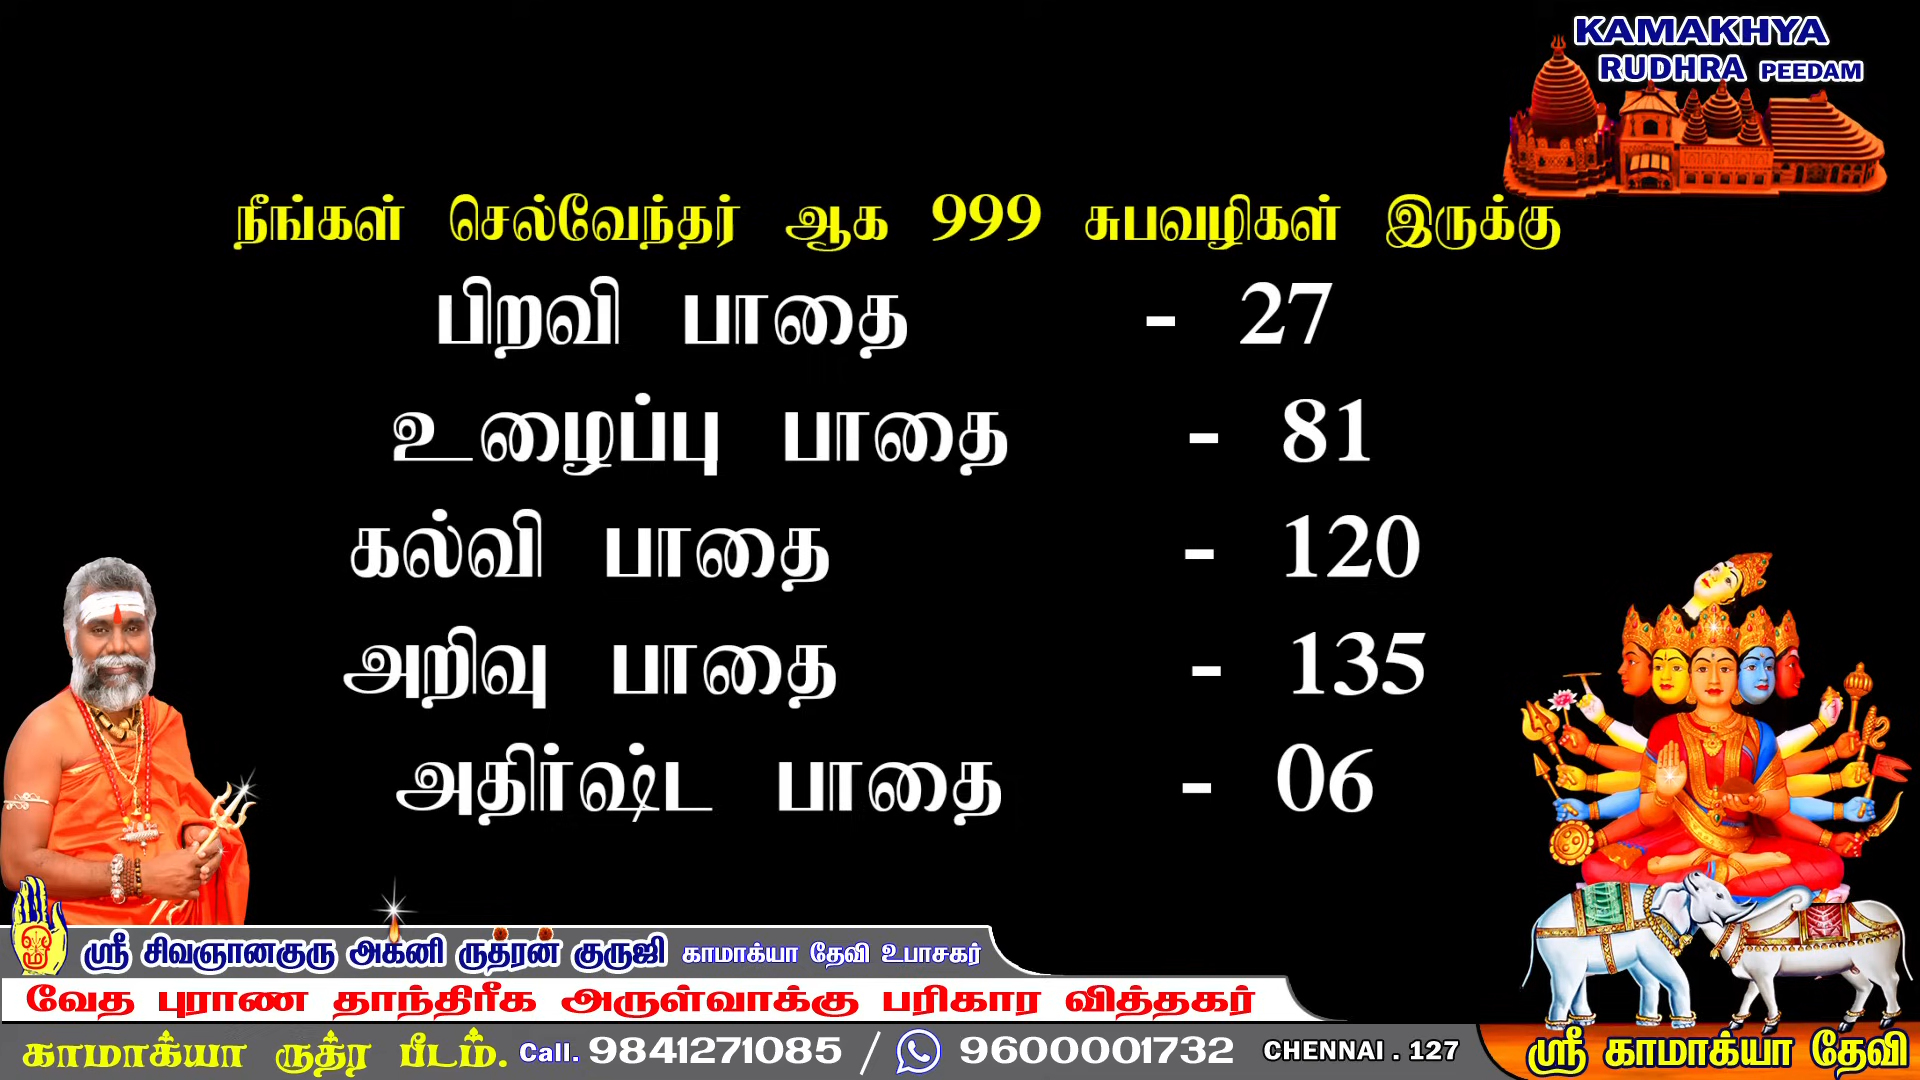 KAMAKHYA
RUDHRA PEEDAM
நீங்கள் செல்வேந்தர் ஆக 999 சுபவழிகள் இருக்கு
பிறவி பாதை - 27
உழைப்பு பாதை - 81
கல்வி பாதை - 120
அறிவு பாதை - 135
அதிர்ஷ்ட பாதை - 06
ஸ்ரீ சிவஞானகுரு அக்னி ருத்ரன் குருஜி காமாக்யா தேவி உபாசகர்
வேத புராண தாந்திரீக அருள்வாக்கு பரிகார வித்தகர்
காமாக்யா ருத்ர பீடம். Call. 9841271085 / 9600001732 CHENNAI . 127
ஸ்ரீ காமாக்யா தேவி